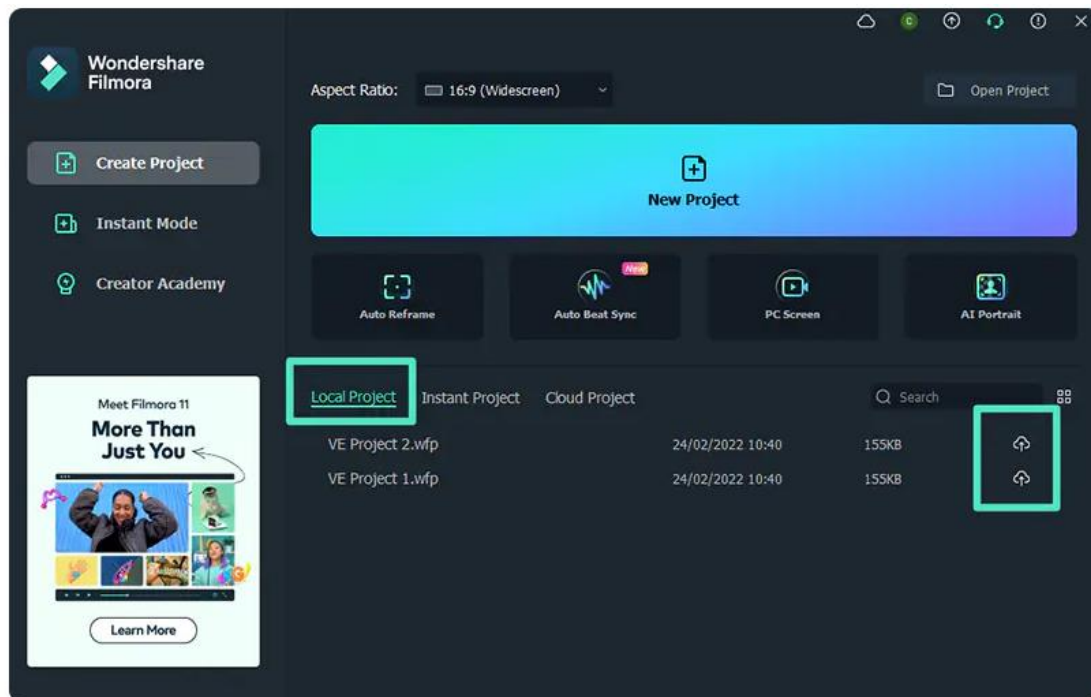 Wondershare
Filmora
C
Create Project
Instant Mode
Creator Academy
Meet Filmora 11
More Than
Just You
Learn More
Aspect Ratio: 16:9 (Widescreen) Open Project
New Project
New
Auto Reframe Auto Beat Sync PC Screen AI Portrait
Local Project Instant Project Cloud Project Search
VE Project 2.wfp 24/02/2022 10:40 155KB
VE Project 1.wfp 24/02/2022 10:40 155KB